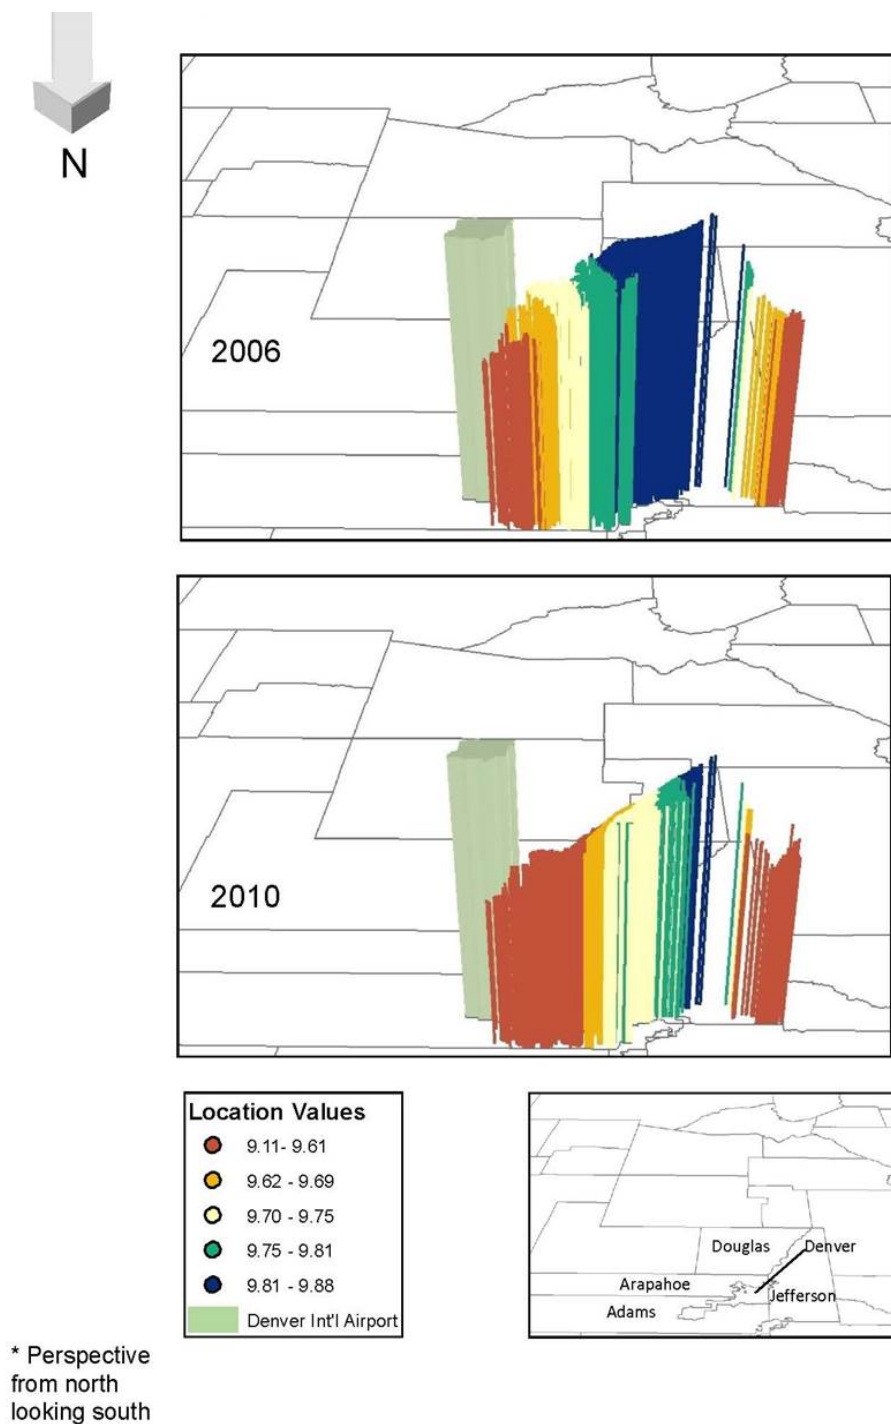 N
2006
2010
Location Values
9.11- 9.61
9.62 - 9.69
9.70 - 9.75
9.75 - 9.81
9.81 - 9.88
Denver Int'l Airport
Douglas
Denver
Arapahoe
Jefferson
Adams
* Perspective
from north
looking south